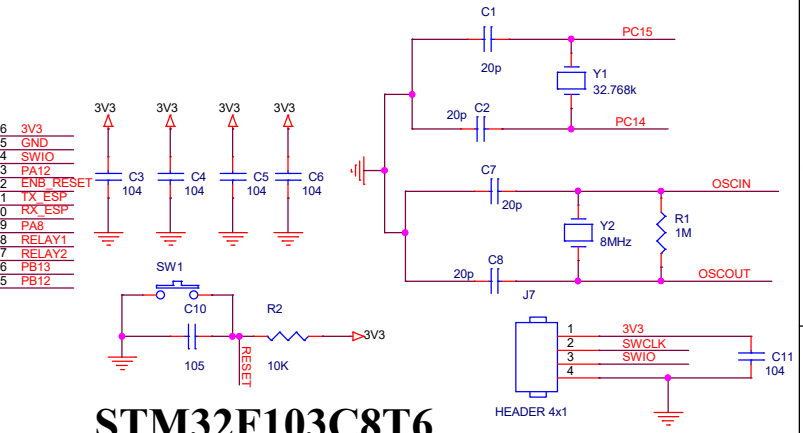 C1
PC15
20p
Y1
32.768k
20p
C2
PC14
3V3
3V3
3V3
3V3
6 3V3
5 GND
4 SWIO
3 PA12
2 ENB_RESET
1 TX_ESP
0 RX_ESP
9 PA8
8 RELAY1
7 RELAY2
6 PB13
5 PB12
C3
104
C4
104
C5
104
C6
104
C7
20p
OSCIN
Y2
8MHz
R1
1M
20p
C8
OSCOUT
SW1
C10
105
R2
10K
3V3
RESET
J7
1 3V3
2 SWCLK
3 SWIO
4
C11
104
HEADER 4x1
STM32F103C8T6